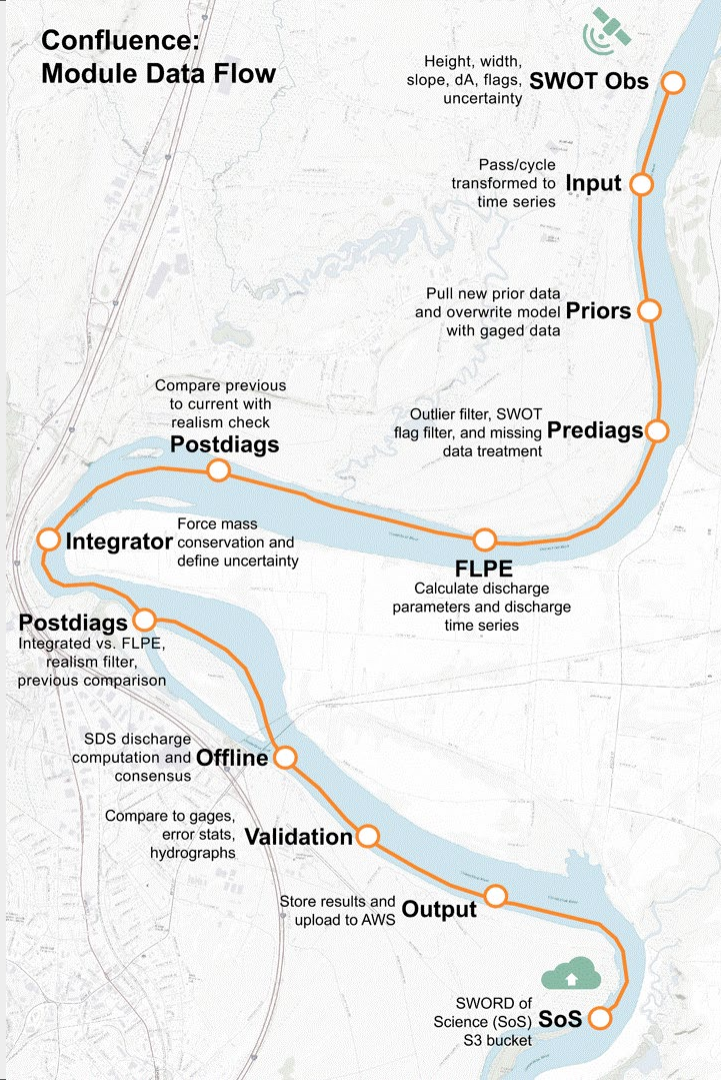 Confluence:
Module Data Flow
Height, width,
slope, dA, flags,
uncertainty
SWOT Obs
Pass/cycle
transformed to
time series
Input
Pull new prior data
and overwrite model
with gaged data
Priors
Outlier filter, SWOT
flag filter, and missing
data treatment
Prediags
FLPE
Calculate discharge
parameters and discharge
time series
Compare previous
to current with
realism check
Postdiags
Integrator
Force mass
conservation and
define uncertainty
Postdiags
Integrated vs. FLPE,
realism filter,
previous comparison
SDS discharge
computation and
consensus
Offline
Compare to gages,
error stats,
hydrographs
Validation
Store results and
upload to AWS
Output
SWORD of
Science (SoS)
S3 bucket
SoS